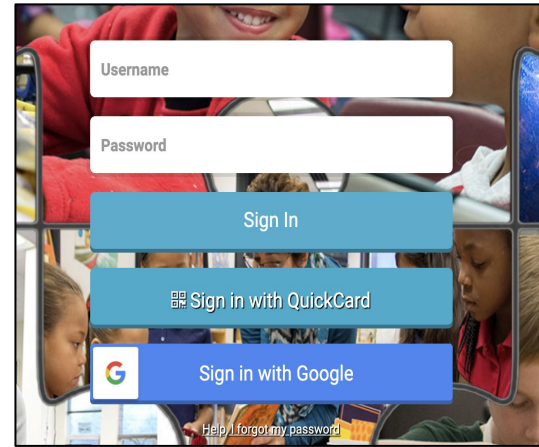 Username
Password
Sign In
Sign in with QuickCard
Sign in with Google
Help, I forgot my password